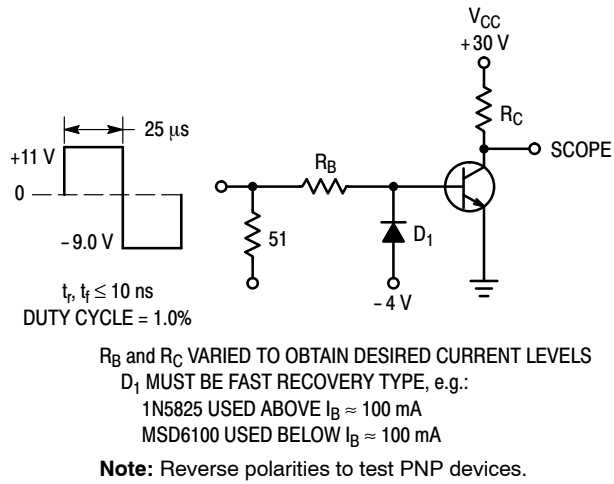 V_CC
+30 V
R_C
SCOPE
25 μs
+11 V
0
−9.0 V
R_B
51
D_1
−4 V
t_r, t_f ≤ 10 ns
DUTY CYCLE = 1.0%
R_B and R_C VARIED TO OBTAIN DESIRED CURRENT LEVELS
D_1 MUST BE FAST RECOVERY TYPE, e.g.:
1N5825 USED ABOVE I_B ≈ 100 mA
MSD6100 USED BELOW I_B ≈ 100 mA
Note: Reverse polarities to test PNP devices.